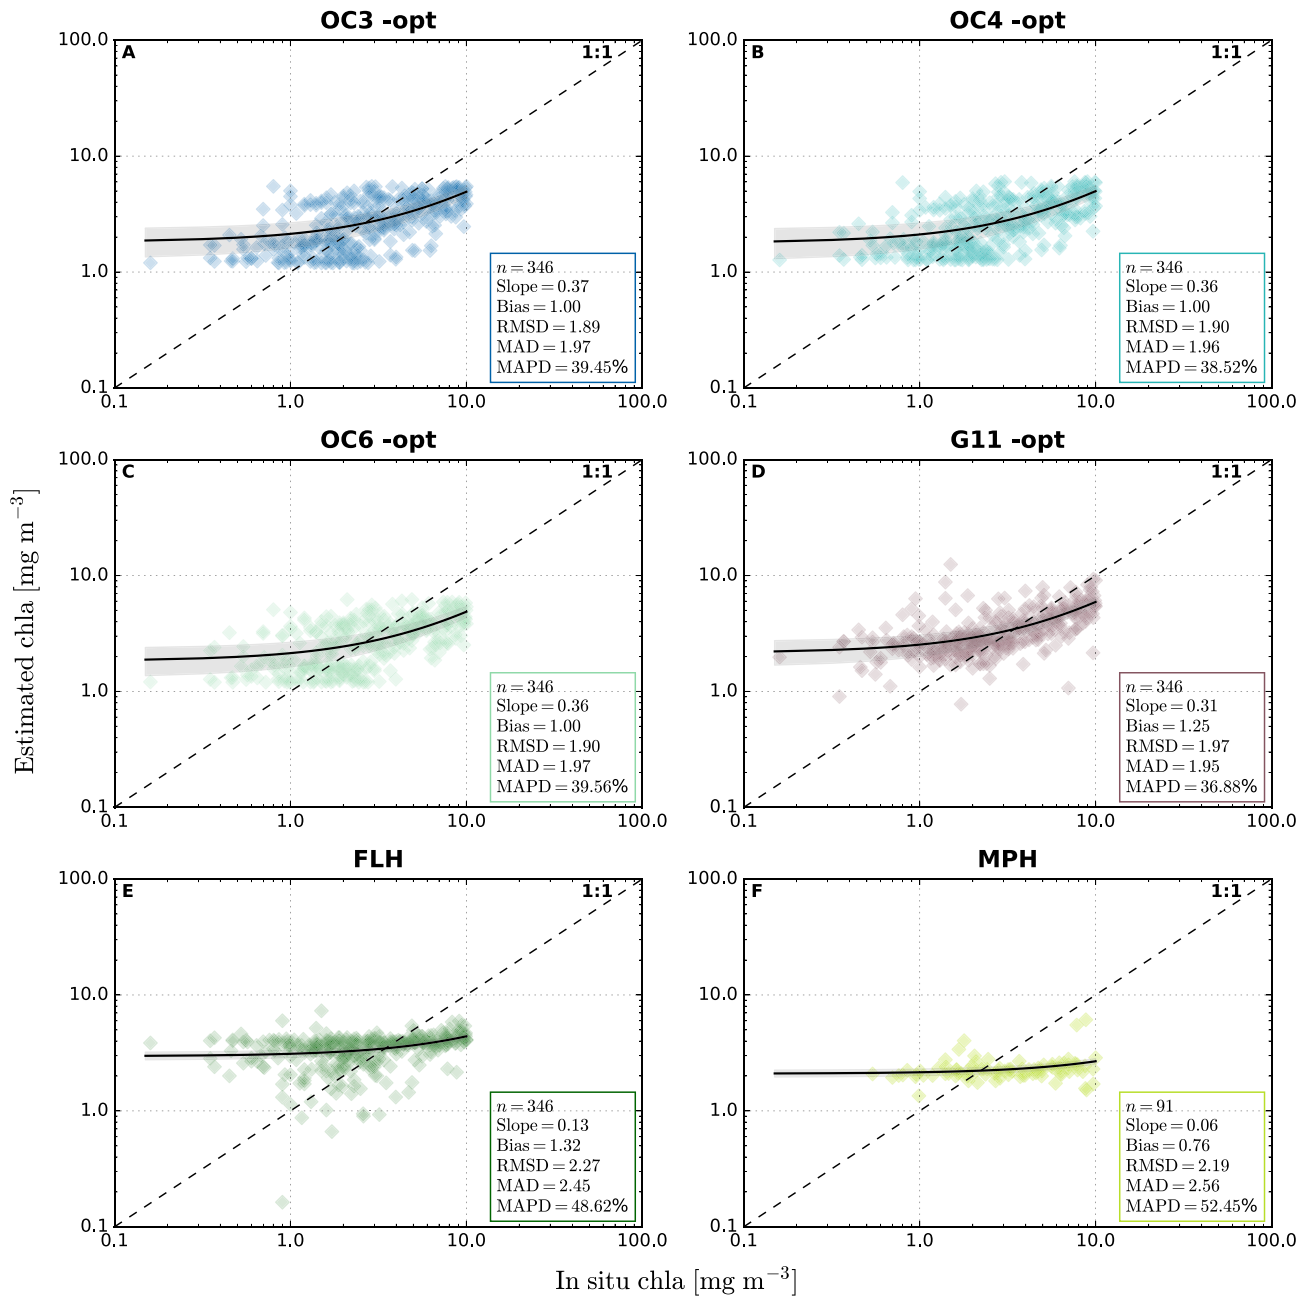 OC3 -opt
A
1:1
100.0
10.0
1.0
0.1
n = 346
Slope = 0.37
Bias = 1.00
RMSD = 1.89
MAD = 1.97
MAPD = 39.45%
0.1 1.0 10.0 100.0
OC4 -opt
B
1:1
100.0
10.0
1.0
0.1
n = 346
Slope = 0.36
Bias = 1.00
RMSD = 1.90
MAD = 1.96
MAPD = 38.52%
0.1 1.0 10.0 100.0
OC6 -opt
C
1:1
100.0
10.0
1.0
0.1
n = 346
Slope = 0.36
Bias = 1.00
RMSD = 1.90
MAD = 1.97
MAPD = 39.56%
0.1 1.0 10.0 100.0
G11 -opt
D
1:1
100.0
10.0
1.0
0.1
n = 346
Slope = 0.31
Bias = 1.25
RMSD = 1.97
MAD = 1.95
MAPD = 36.88%
0.1 1.0 10.0 100.0
Estimated chla [mg m⁻³]
FLH
E
1:1
100.0
10.0
1.0
0.1
n = 346
Slope = 0.13
Bias = 1.32
RMSD = 2.27
MAD = 2.45
MAPD = 48.62%
0.1 1.0 10.0 100.0
MPH
F
1:1
100.0
10.0
1.0
0.1
n = 91
Slope = 0.06
Bias = 0.76
RMSD = 2.19
MAD = 2.56
MAPD = 52.45%
0.1 1.0 10.0 100.0
In situ chla [mg m⁻³]